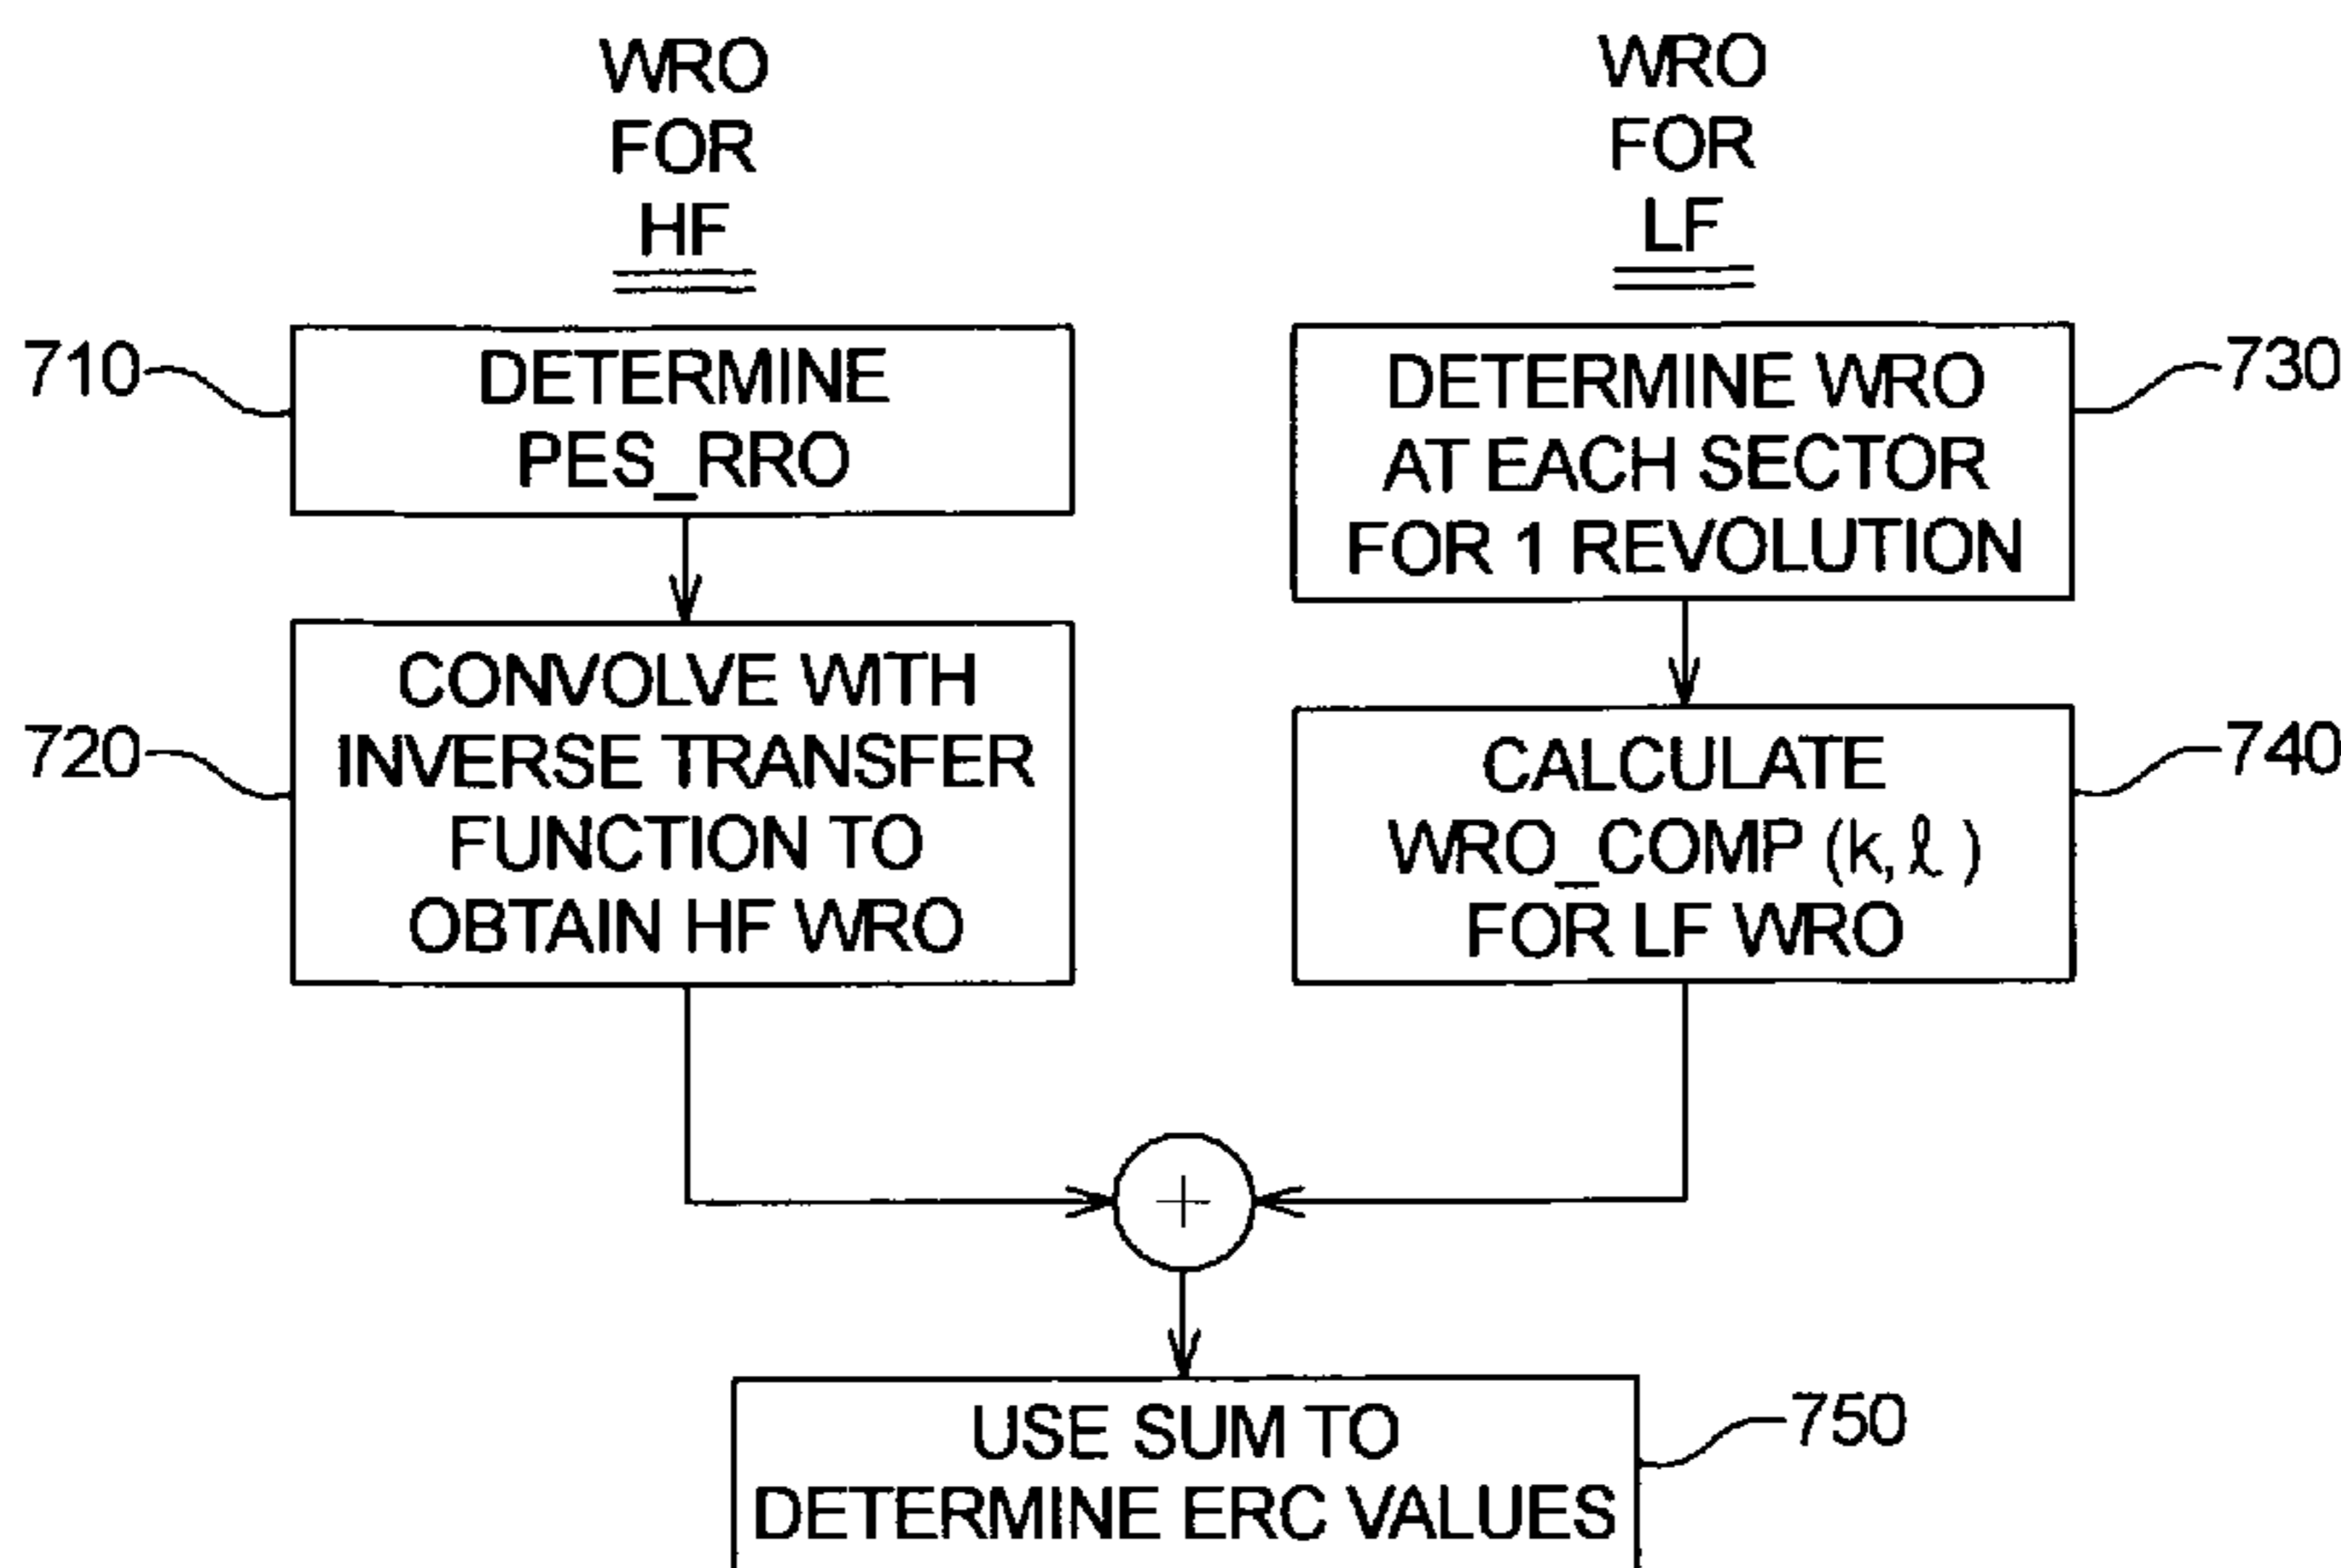 WRO
FOR
HF
WRO
FOR
LF
710
DETERMINE
PES_RRO
730
DETERMINE WRO
AT EACH SECTOR
FOR 1 REVOLUTION
720
CONVOLVE WITH
INVERSE TRANSFER
FUNCTION TO
OBTAIN HF WRO
740
CALCULATE
WRO_COMP (k, ℓ )
FOR LF WRO
+
750
USE SUM TO
DETERMINE ERC VALUES